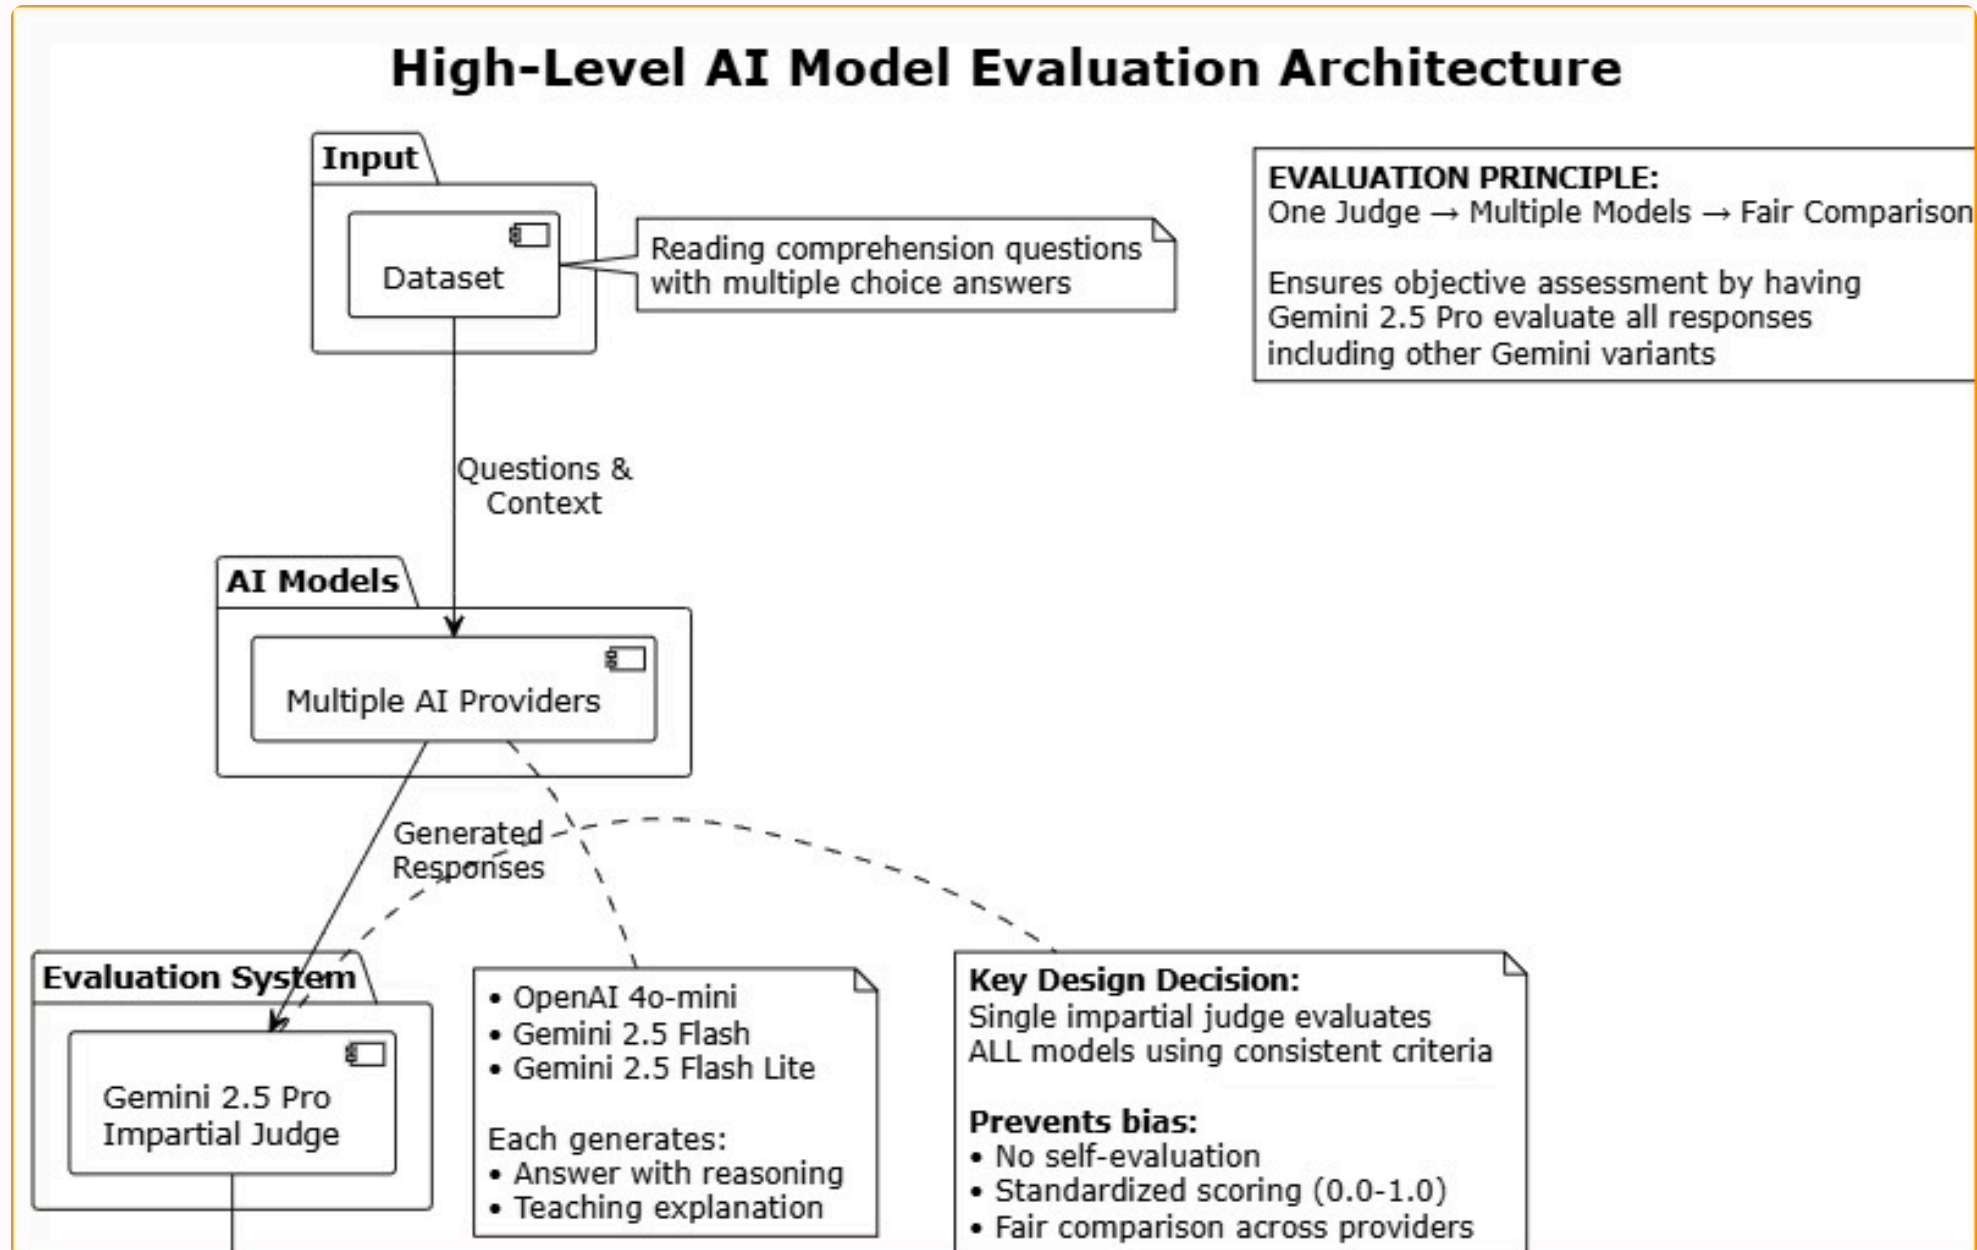 High-Level AI Model Evaluation Architecture
Input
Dataset
Reading comprehension questions
with multiple choice answers
EVALUATION PRINCIPLE:
One Judge → Multiple Models → Fair Comparison
Ensures objective assessment by having
Gemini 2.5 Pro evaluate all responses
including other Gemini variants
Questions &
Context
AI Models
Multiple AI Providers
Generated
Responses
Evaluation System
Gemini 2.5 Pro
Impartial Judge
• OpenAI 4o-mini
• Gemini 2.5 Flash
• Gemini 2.5 Flash Lite
Each generates:
• Answer with reasoning
• Teaching explanation
Key Design Decision:
Single impartial judge evaluates
ALL models using consistent criteria
Prevents bias:
• No self-evaluation
• Standardized scoring (0.0-1.0)
• Fair comparison across providers